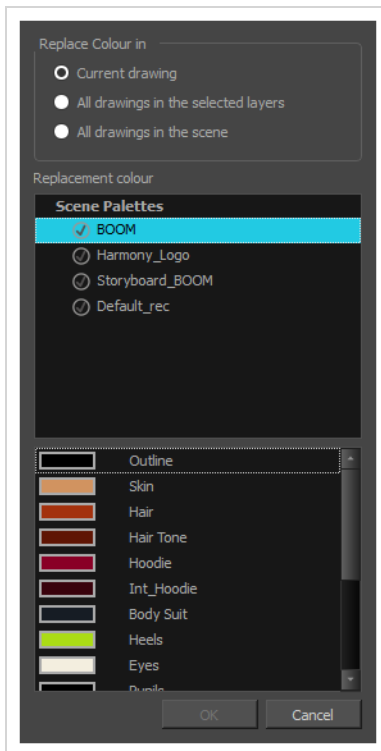 Replace Colour in
Current drawing
All drawings in the selected layers
All drawings in the scene
Replacement colour
Scene Palettes
BOOM
Harmony_Logo
Storyboard_BOOM
Default_rec
Outline
Skin
Hair
Hair Tone
Hoodie
Int_Hoodie
Body Suit
Heels
Eyes
Pupils
OK
Cancel